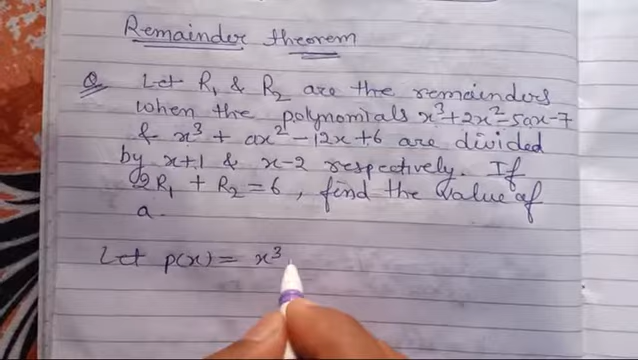 Remainder theorem
Q Let R₁ & R₂ are the remainders
when the polynomials x³+2x²-5ax-7
& x³ + ax² - 12x + 6 are divided
by x+1 & x-2 respectively. If
2R₁ + R₂ = 6, find the value of
a.
Let p(x) = x³